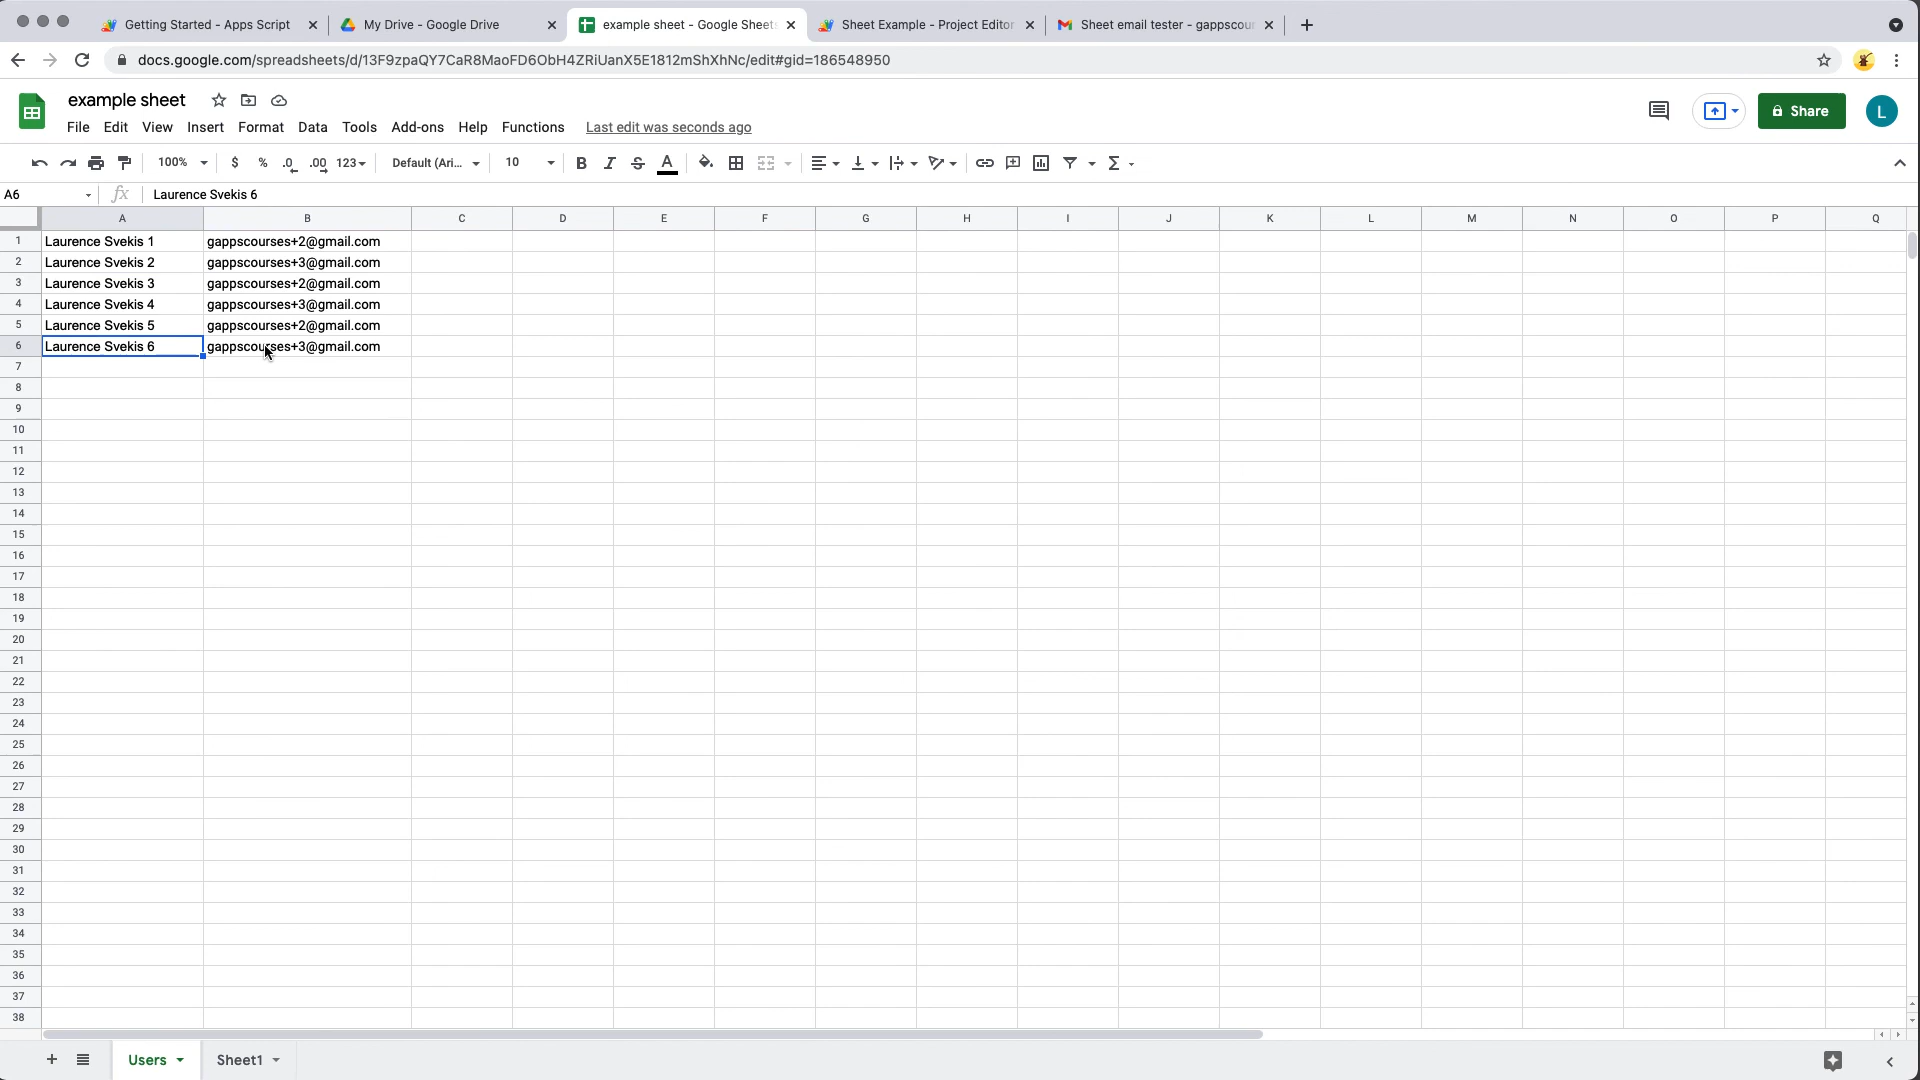 Getting Started - Apps Script
My Drive - Google Drive
example sheet - Google Sheets
Sheet Example - Project Editor
Sheet email tester - gappscour
docs.google.com/spreadsheets/d/13F9zpaQY7CaR8MaoFD6ObH4ZRiUanX5E1812mShXhNc/edit#gid=186548950
example sheet
File Edit View Insert Format Data Tools Add-ons Help Functions Last edit was seconds ago
Share
L
100% $ % .0 .00 123 Default (Ari... 10 B I S A Σ
A6 fx Laurence Svekis 6
A B C D E F G H I J K L M N O P Q
1 Laurence Svekis 1 gappscourses+2@gmail.com
2 Laurence Svekis 2 gappscourses+3@gmail.com
3 Laurence Svekis 3 gappscourses+2@gmail.com
4 Laurence Svekis 4 gappscourses+3@gmail.com
5 Laurence Svekis 5 gappscourses+2@gmail.com
6 Laurence Svekis 6 gappscourses+3@gmail.com
7
8
9
10
11
12
13
14
15
16
17
18
19
20
21
22
23
24
25
26
27
28
29
30
31
32
33
34
35
36
37
38
Users Sheet1